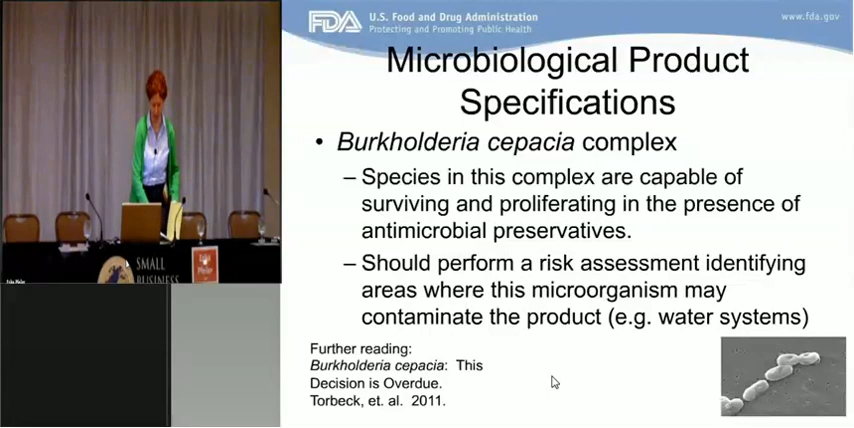 FDA U.S. Food and Drug Administration
Protecting and Promoting Public Health
www.fda.gov
Microbiological Product
Specifications
• Burkholderia cepacia complex
– Species in this complex are capable of
surviving and proliferating in the presence of
antimicrobial preservatives.
– Should perform a risk assessment identifying
areas where this microorganism may
contaminate the product (e.g. water systems)
Further reading:
Burkholderia cepacia: This
Decision is Overdue.
Torbeck, et. al. 2011.
SMALL
BUSINESS